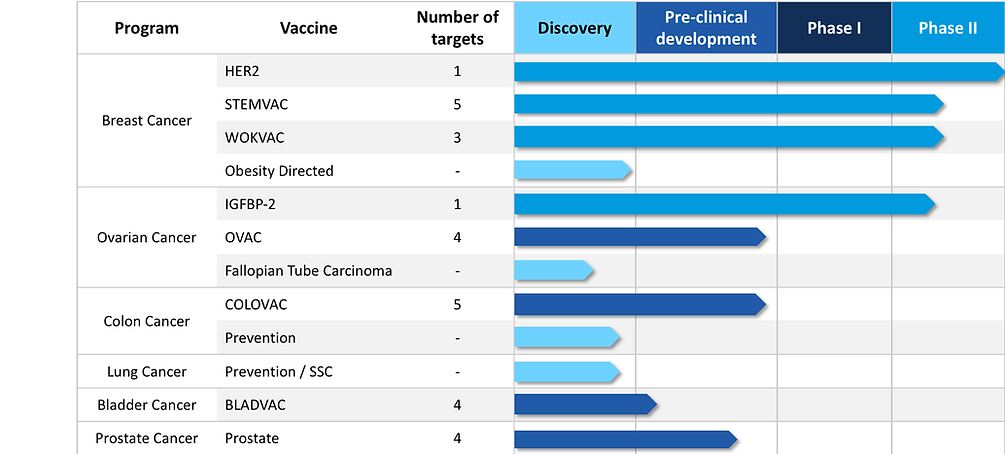 Program Vaccine Number of targets Discovery Pre-clinical development Phase I Phase II
Breast Cancer
HER2 1
STEMVAC 5
WOKVAC 3
Obesity Directed -
Ovarian Cancer
IGFBP-2 1
OVAC 4
Fallopian Tube Carcinoma -
Colon Cancer
COLOVAC 5
Prevention -
Lung Cancer Prevention / SSC -
Bladder Cancer BLADVAC 4
Prostate Cancer Prostate 4